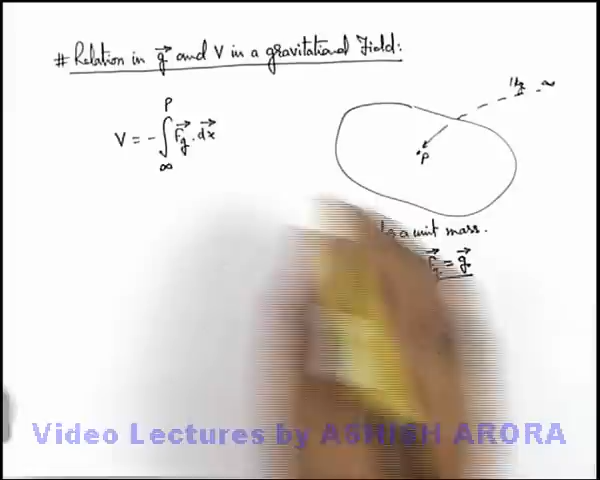 # Relation in g⃗ and V in a gravitational Field:
1kg ∞
P
V = - ∫ F⃗g . dx⃗
∞
P
a unit mass.
F⃗g = g⃗
Video Lectures by ASHISH ARORA